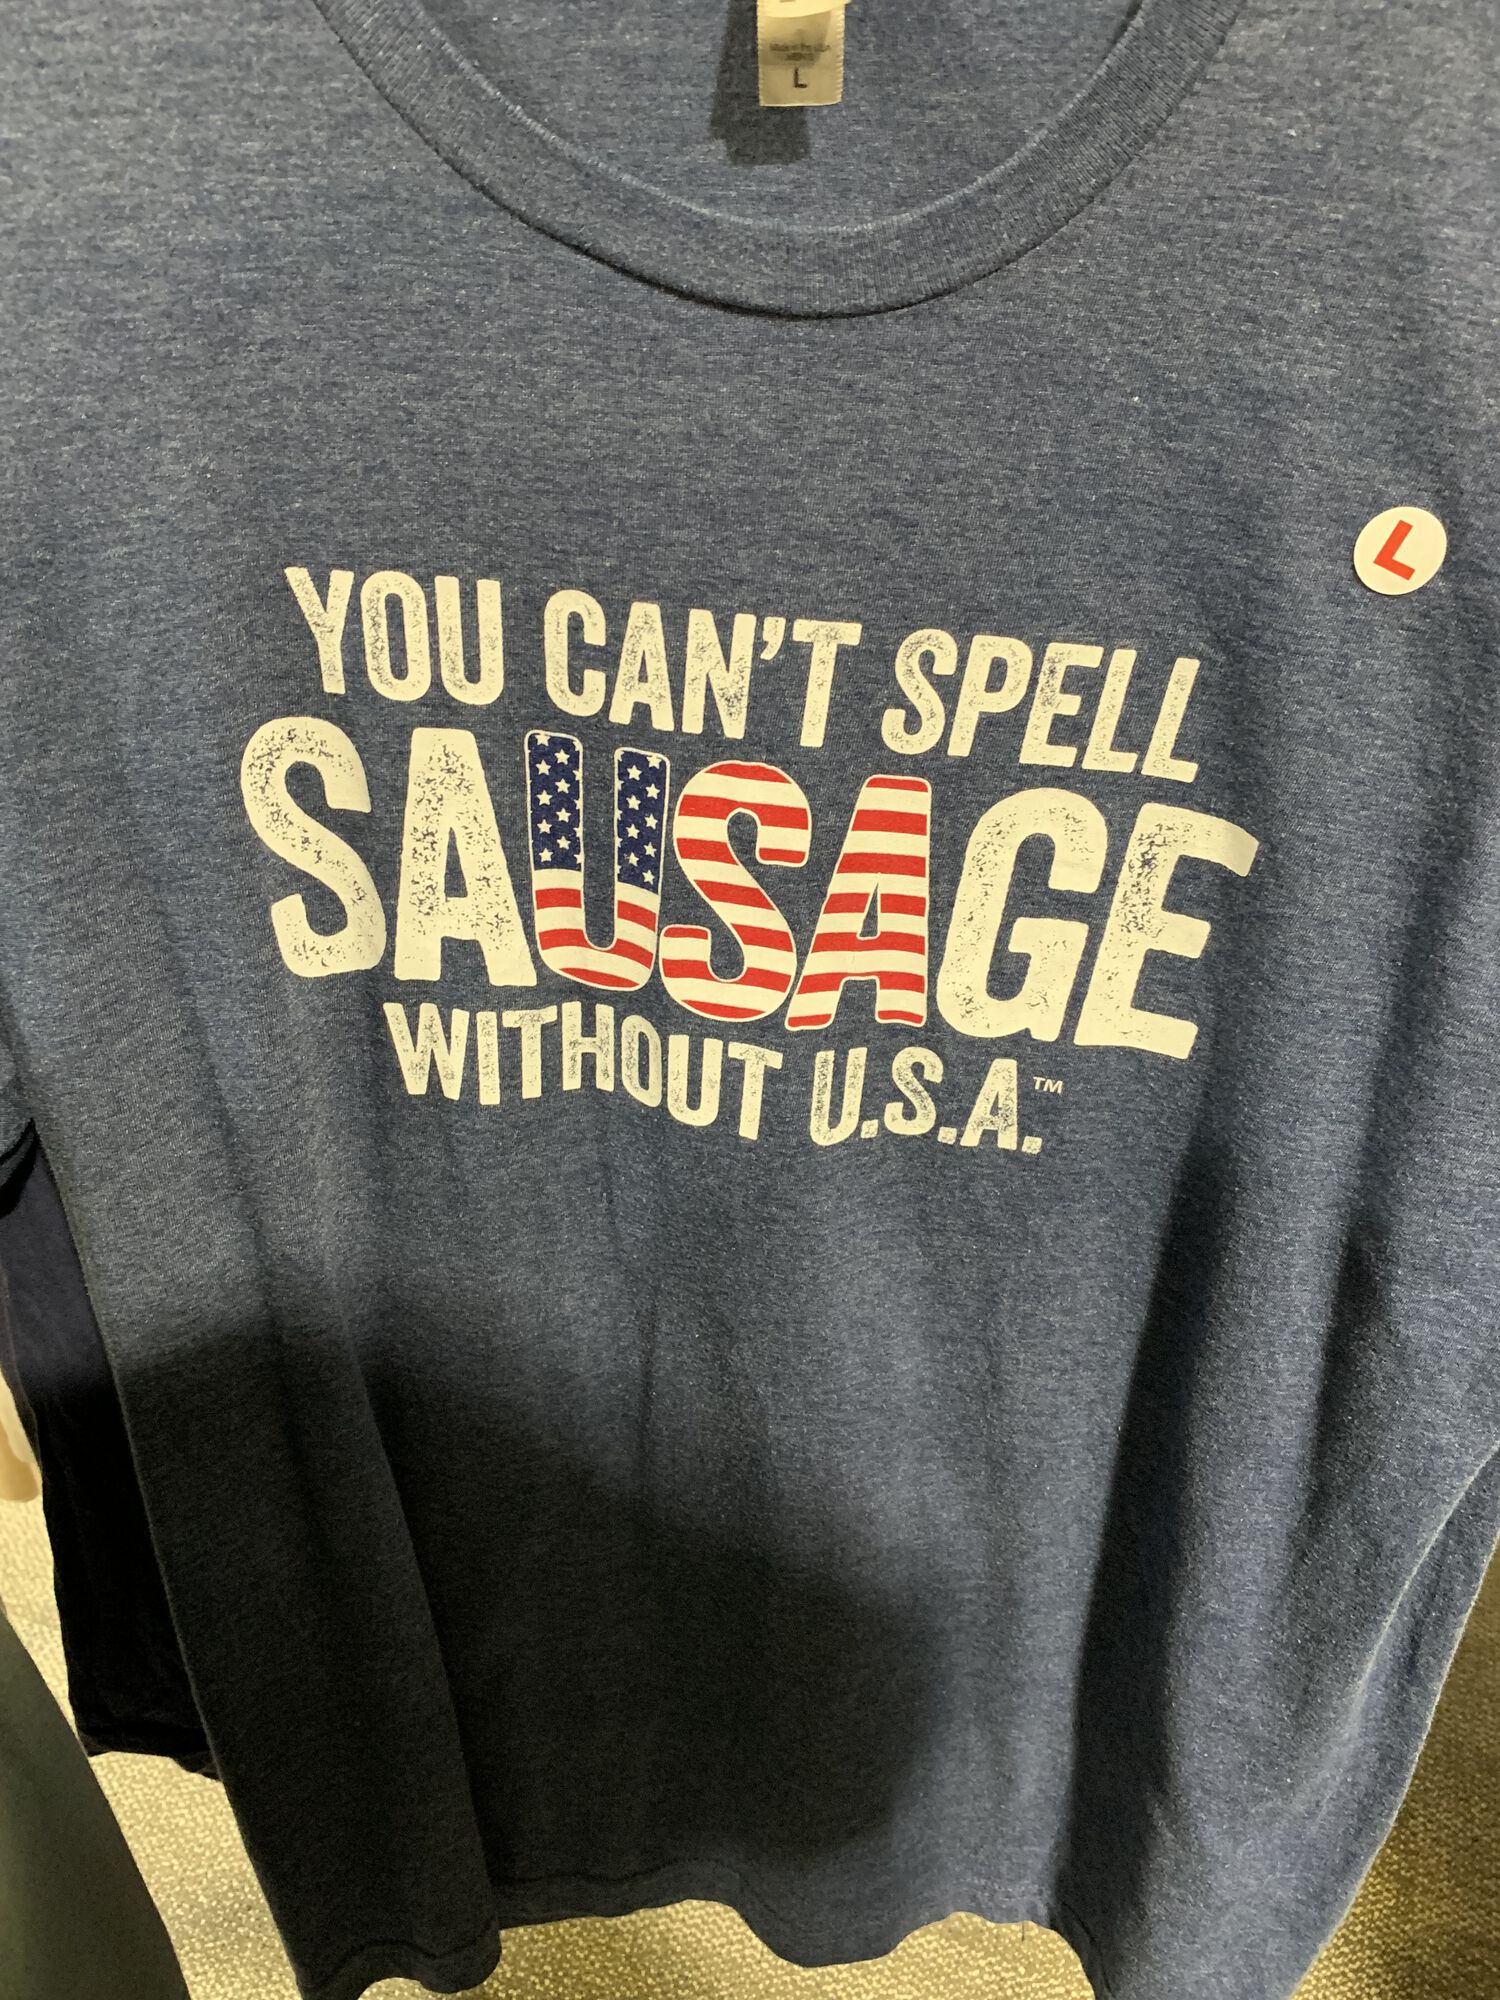 L
L
YOU CAN'T SPELL
SAUSAGE
WITHOUT U.S.A.™